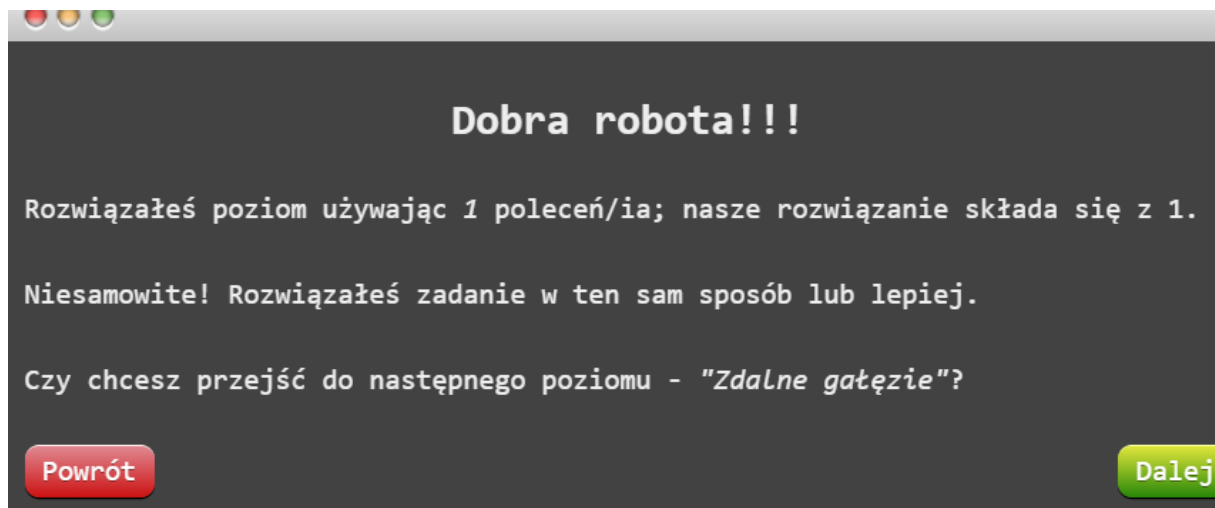 Dobra robota!!!
Rozwiązałeś poziom używając 1 poleceń/ia; nasze rozwiązanie składa się z 1.
Niesamowite! Rozwiązałeś zadanie w ten sam sposób lub lepiej.
Czy chcesz przejść do następnego poziomu - "Zdalne gałęzie"?
Powrót
Dalej